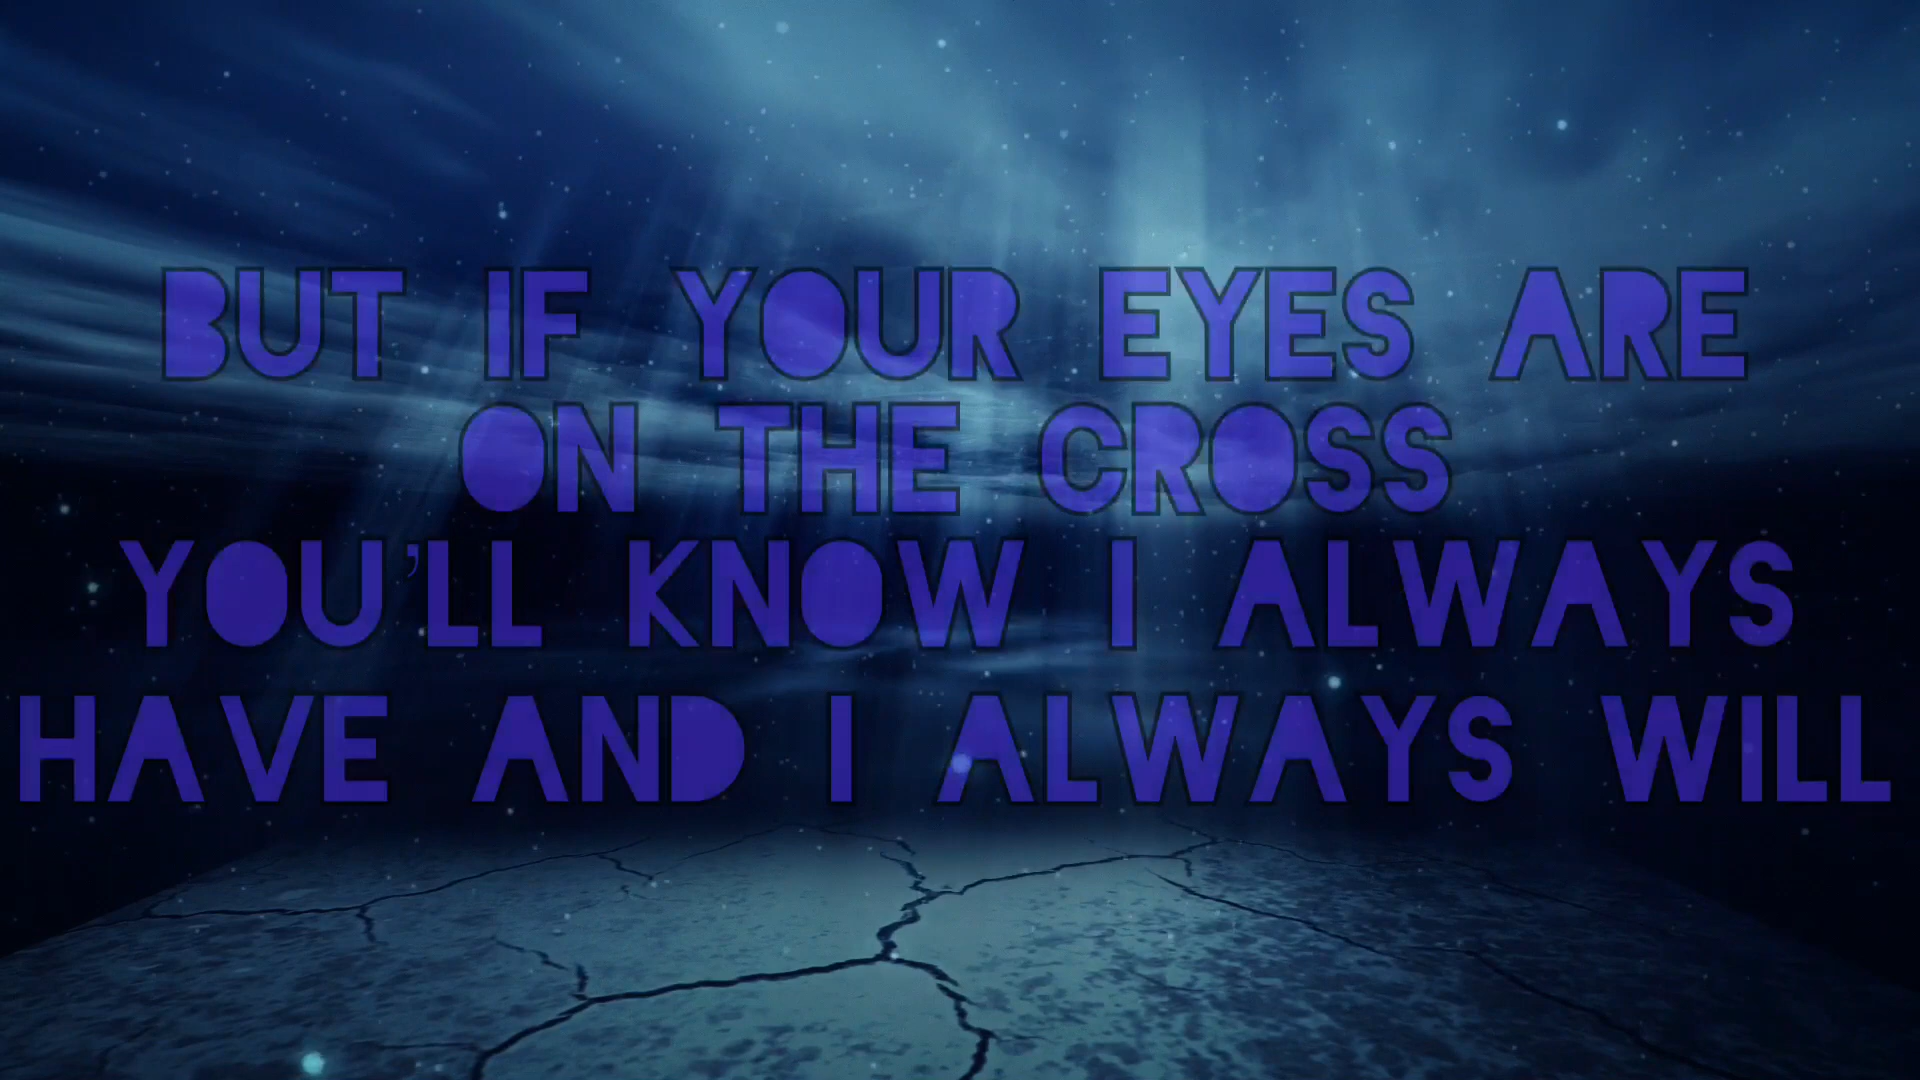 BUT IF YOUR EYES ARE
ON THE CROSS
YOU'LL KNOW I ALWAYS
HAVE AND I ALWAYS WILL